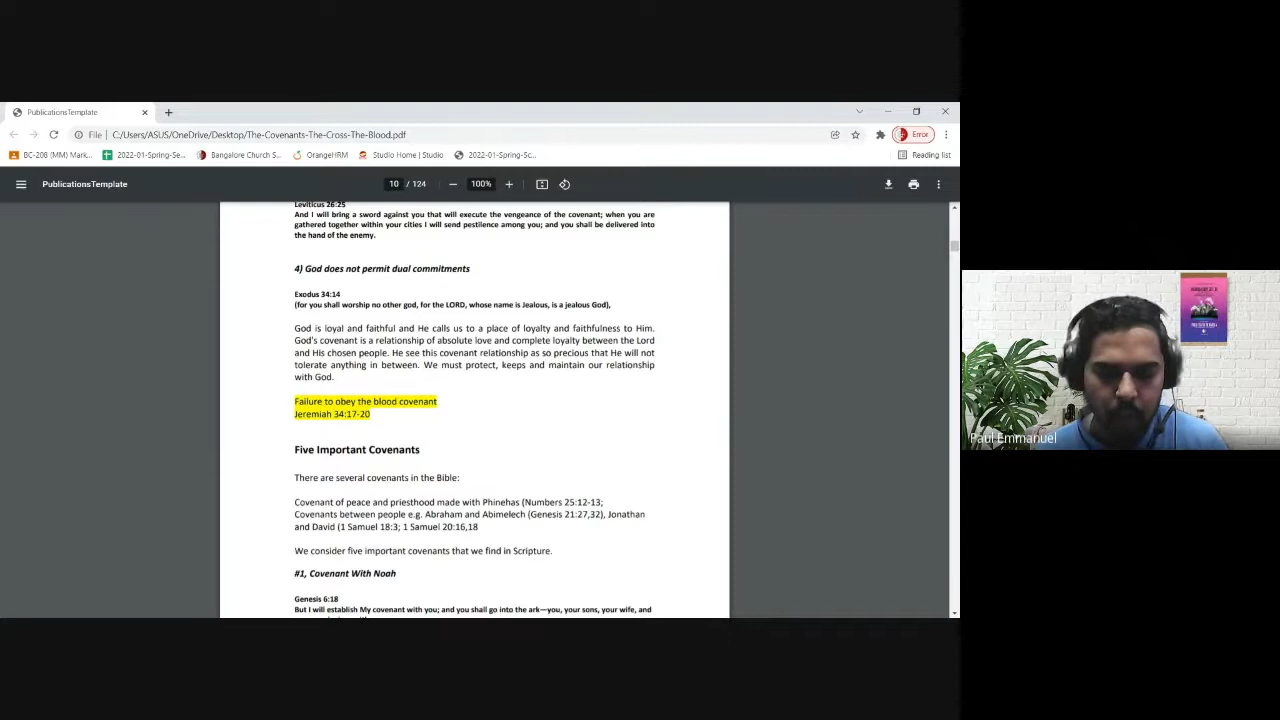 PublicationsTemplate
File
C:/Users/ASUS/OneDrive/Desktop/The-Covenants-The-Cross-The-Blood.pdf
Error
BC-208 (MM) Mark...
2022-01-Spring-Se...
Bangalore Church S...
OrangeHRM
Studio Home | Studio
2022-01-Spring-Sc...
Reading list
PublicationsTemplate
10 / 124
100%
Leviticus 26:25
And I will bring a sword against you that will execute the vengeance of the covenant; when you are
gathered together within your cities I will send pestilence among you; and you shall be delivered into
the hand of the enemy.
4) God does not permit dual commitments
Exodus 34:14
(for you shall worship no other god, for the LORD, whose name is Jealous, is a jealous God),
God is loyal and faithful and He calls us to a place of loyalty and faithfulness to Him.
God's covenant is a relationship of absolute love and complete loyalty between the Lord
and His chosen people. He see this covenant relationship as so precious that He will not
tolerate anything in between. We must protect, keeps and maintain our relationship
with God.
Failure to obey the blood covenant
Jeremiah 34:17-20
Five Important Covenants
There are several covenants in the Bible:
Covenant of peace and priesthood made with Phinehas (Numbers 25:12-13;
Covenants between people e.g. Abraham and Abimelech (Genesis 21:27,32), Jonathan
and David (1 Samuel 18:3; 1 Samuel 20:16,18
We consider five important covenants that we find in Scripture.
#1, Covenant With Noah
Genesis 6:18
But I will establish My covenant with you; and you shall go into the ark—you, your sons, your wife, and
Paul Emmanuel